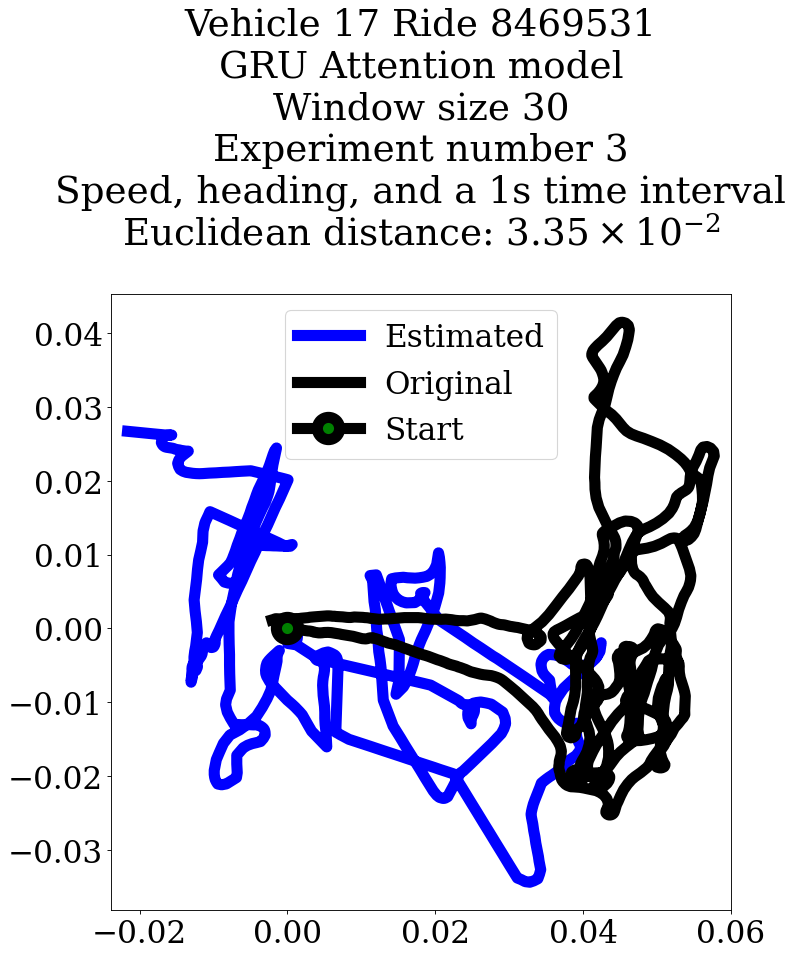 Vehicle 17 Ride 8469531
GRU Attention model
Window size 30
Experiment number 3
Speed, heading, and a 1s time interval
Euclidean distance: 3.35 × 10⁻²
Estimated
Original
Start
0.04
0.03
0.02
0.01
0.00
−0.01
−0.02
−0.03
−0.02 0.00 0.02 0.04 0.06